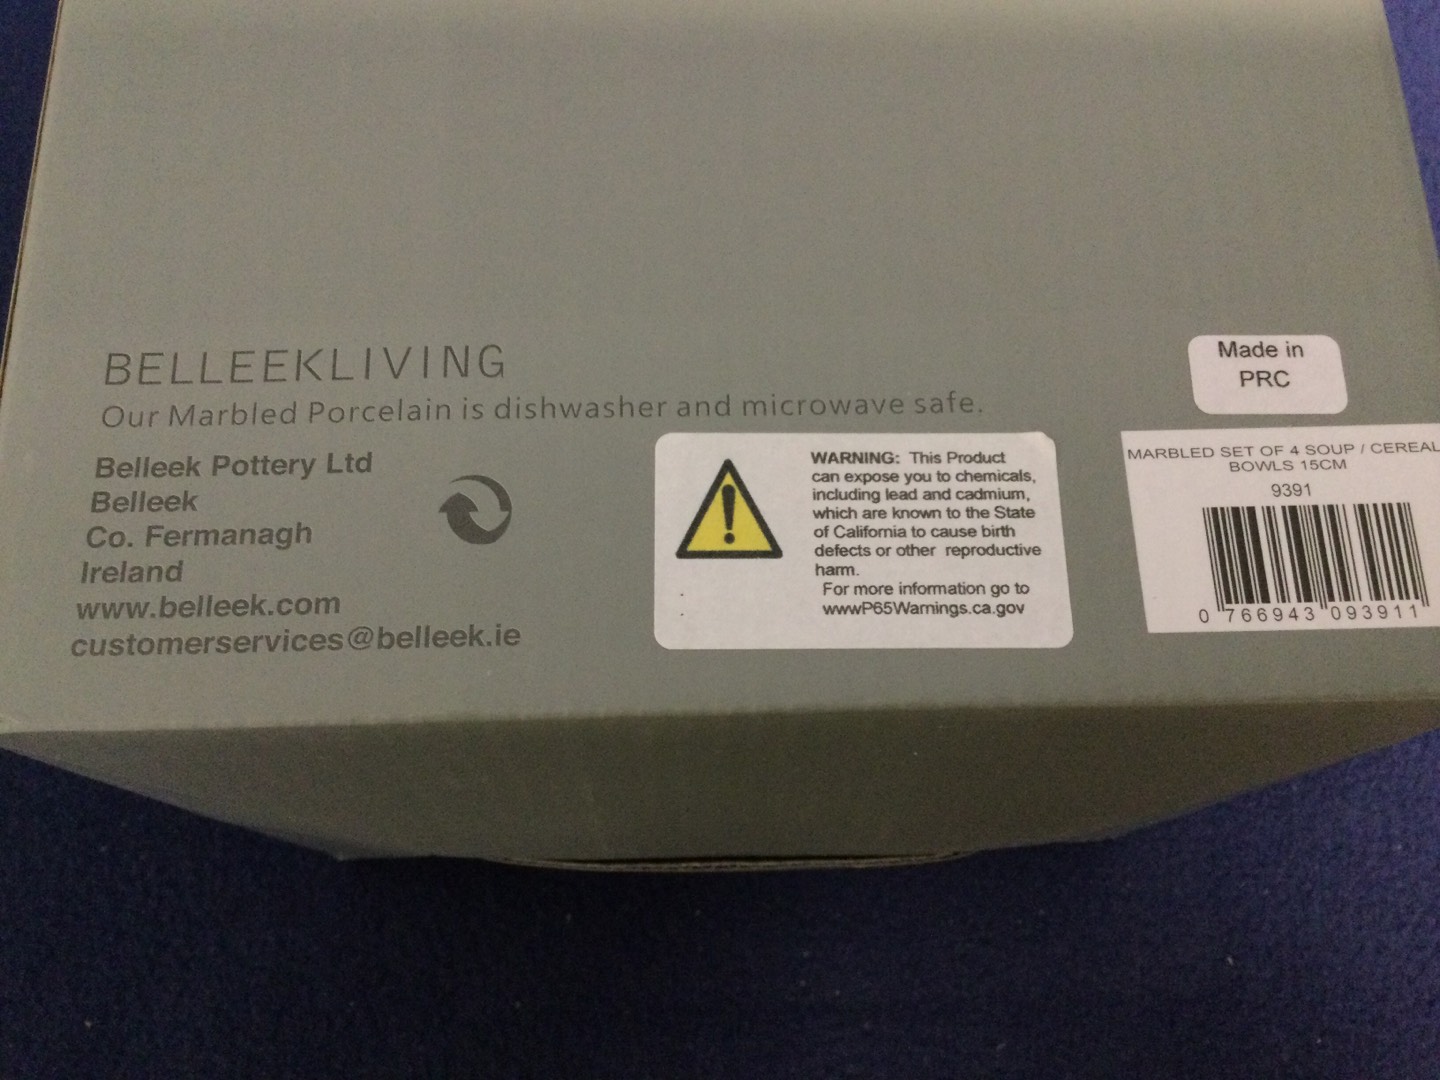 BELLEEKLIVING
Our Marbled Porcelain is dishwasher and microwave safe.
Belleek Pottery Ltd
Belleek
Co. Fermanagh
Ireland
www.belleek.com
customerservices@belleek.ie
WARNING: This Product
can expose you to chemicals,
including lead and cadmium,
which are known to the State
of California to cause birth
defects or other reproductive
harm.
For more information go to
wwwP65Warnings.ca.gov
Made in
PRC
MARBLED SET OF 4 SOUP / CEREAL
BOWLS 15CM
9391
0 766943 093911